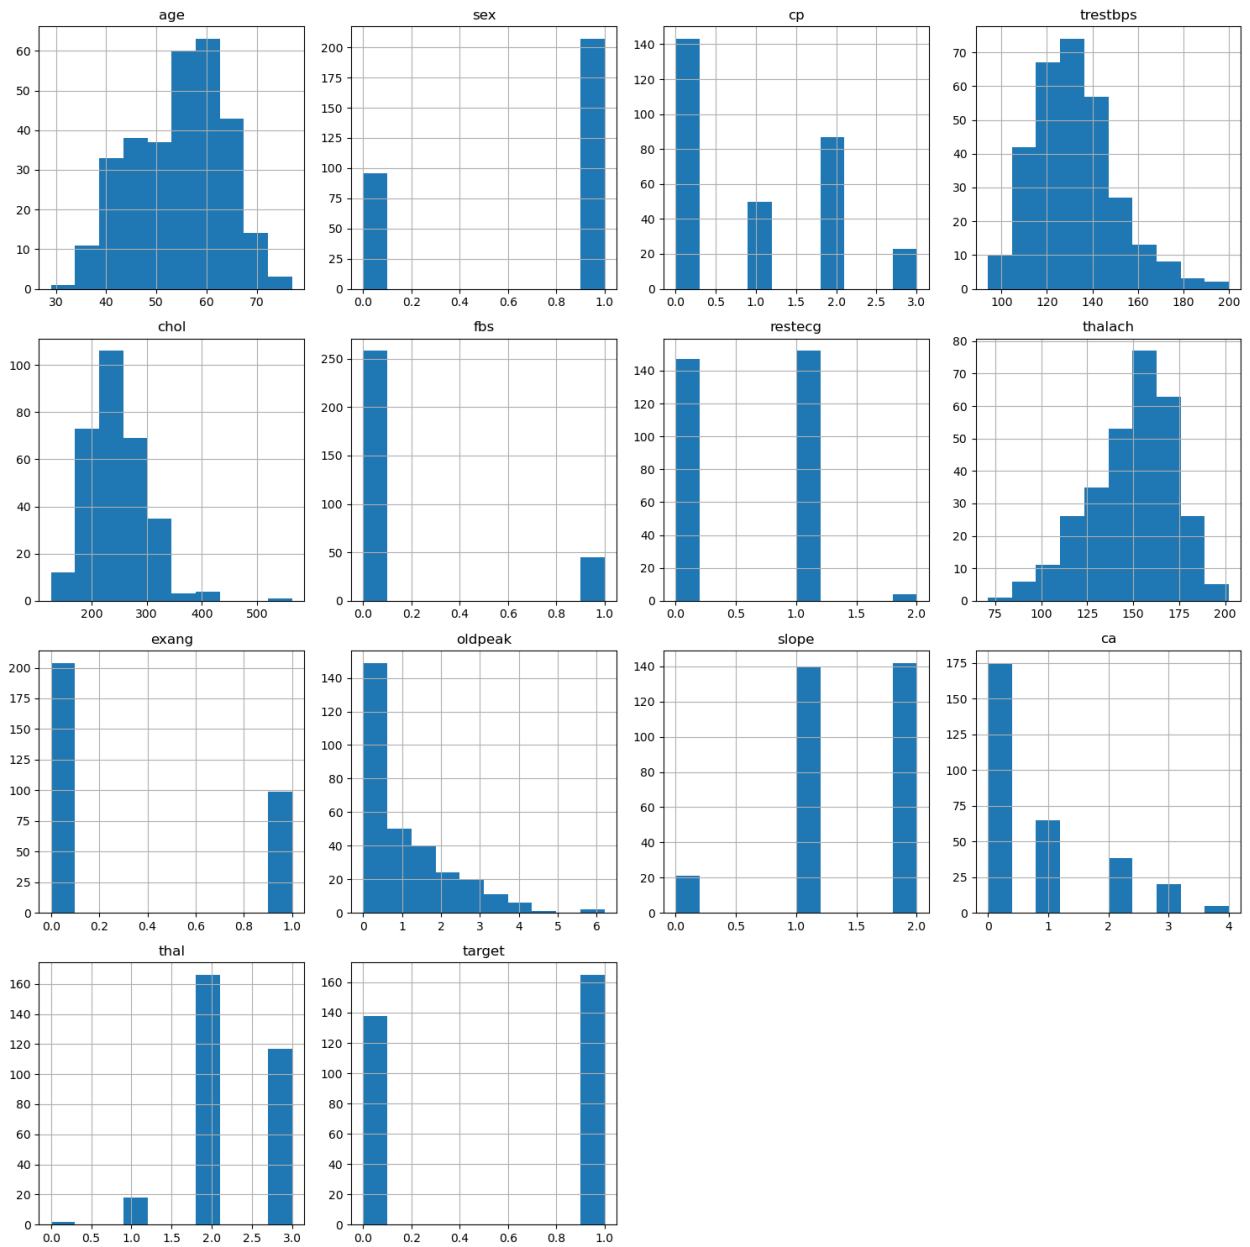 age sex cp trestbps
60 50 40 30 20 10 0
30 40 50 60 70
200 175 150 125 100 75 50 25 0
0.0 0.2 0.4 0.6 0.8 1.0
140 120 100 80 60 40 20 0
0.0 0.5 1.0 1.5 2.0 2.5 3.0
70 60 50 40 30 20 10 0
100 120 140 160 180 200
chol fbs restecg thalach
100 80 60 40 20 0
200 300 400 500
250 200 150 100 50 0
0.0 0.2 0.4 0.6 0.8 1.0
140 120 100 80 60 40 20 0
0.0 0.5 1.0 1.5 2.0
80 70 60 50 40 30 20 10 0
75 100 125 150 175 200
exang oldpeak slope ca
200 175 150 125 100 75 50 25 0
0.0 0.2 0.4 0.6 0.8 1.0
140 120 100 80 60 40 20 0
0 1 2 3 4 5 6
140 120 100 80 60 40 20 0
0.0 0.5 1.0 1.5 2.0
175 150 125 100 75 50 25 0
0 1 2 3 4
thal target
160 140 120 100 80 60 40 20 0
0.0 0.5 1.0 1.5 2.0 2.5 3.0
160 140 120 100 80 60 40 20 0
0.0 0.2 0.4 0.6 0.8 1.0